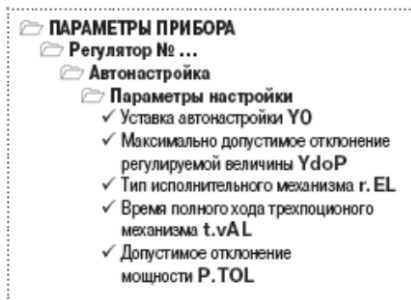 ПАРАМЕТРЫ ПРИБОРА
Регулятор № ...
Автонастройка
Параметры настройки
✓ Уставка автонастройки Y0
✓ Максимально допустимое отклонение
регулируемой величины YdoP
✓ Тип исполнительного механизма r. EL
✓ Время полного хода трехпоционого
механизма t.vAL
✓ Допустимое отклонение
мощности P.TOL